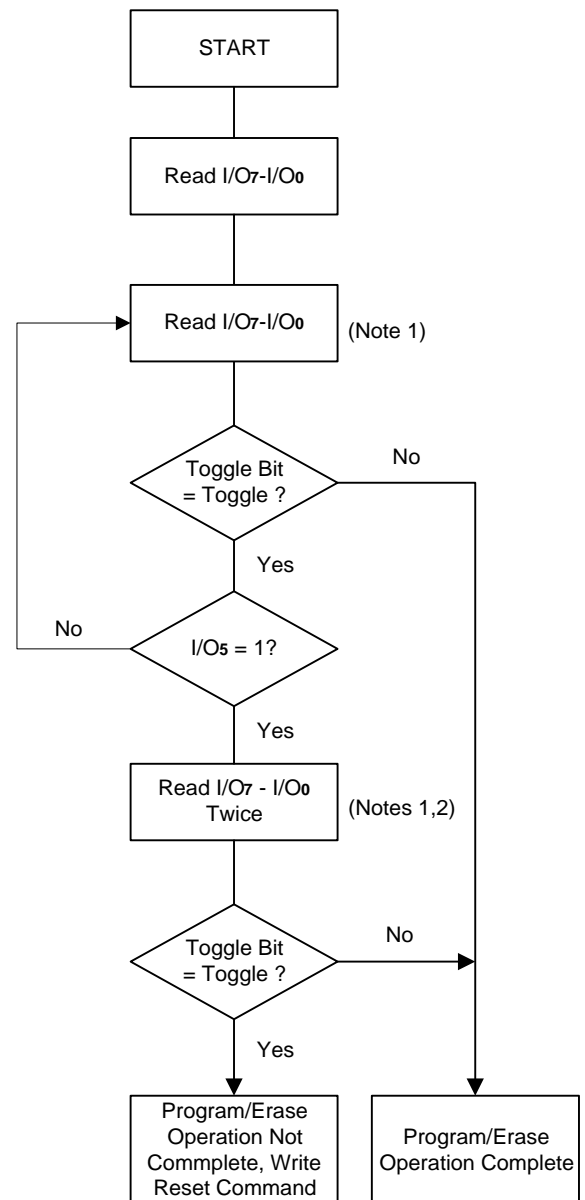 START
Read I/O7-I/O0
Read I/O7-I/O0
(Note 1)
Toggle Bit
= Toggle ?
No
Yes
No
I/O5 = 1?
Yes
Read I/O7 - I/O0
Twice
(Notes 1,2)
Toggle Bit
= Toggle ?
No
Yes
Program/Erase
Operation Not
Commplete, Write
Reset Command
Program/Erase
Operation Complete